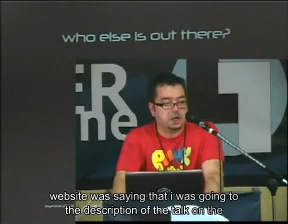 who else is out there?
ER
ne
website was saying that i was going to
the description of the talk on the